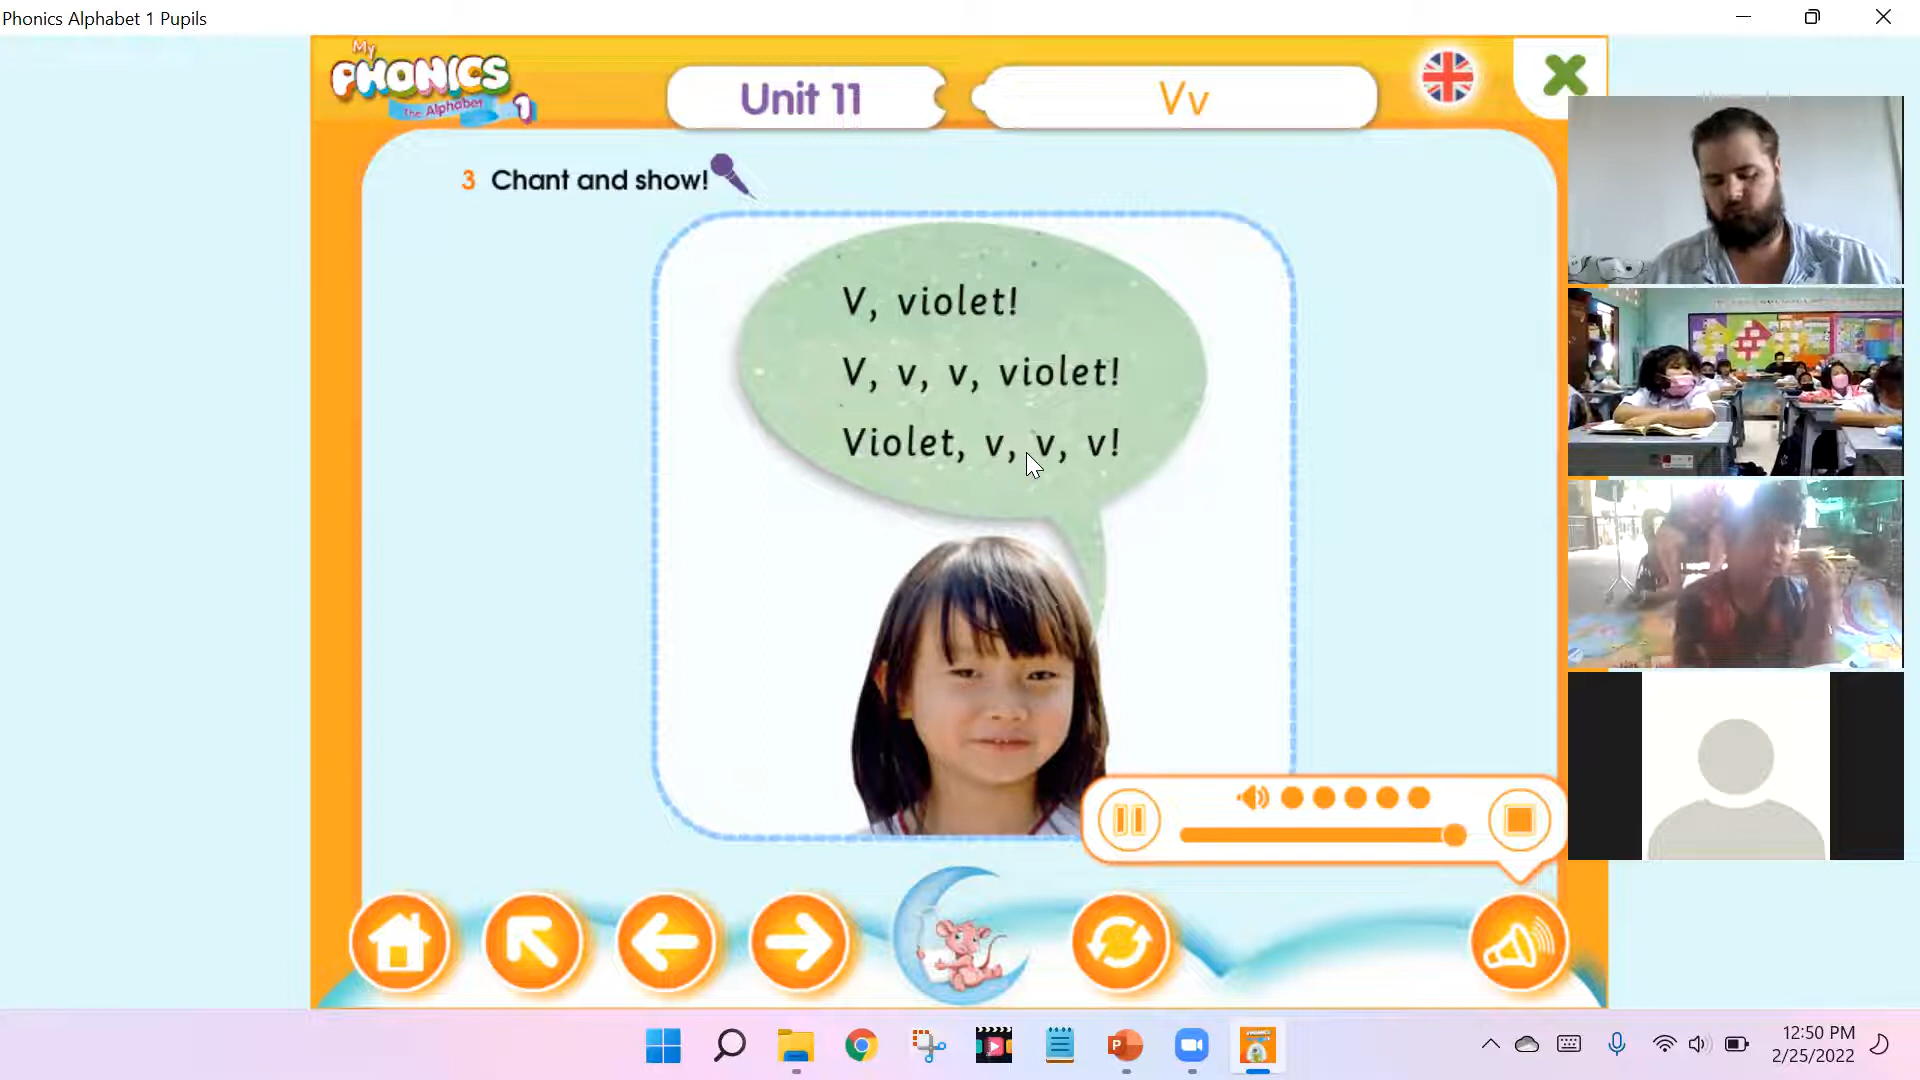 Phonics Alphabet 1 Pupils
My
PHONICS
The Alphabet 1
Unit 11
Vv
3 Chant and show!
V, violet!
V, v, v, violet!
Violet, v, v, v!
P
12:50 PM
2/25/2022